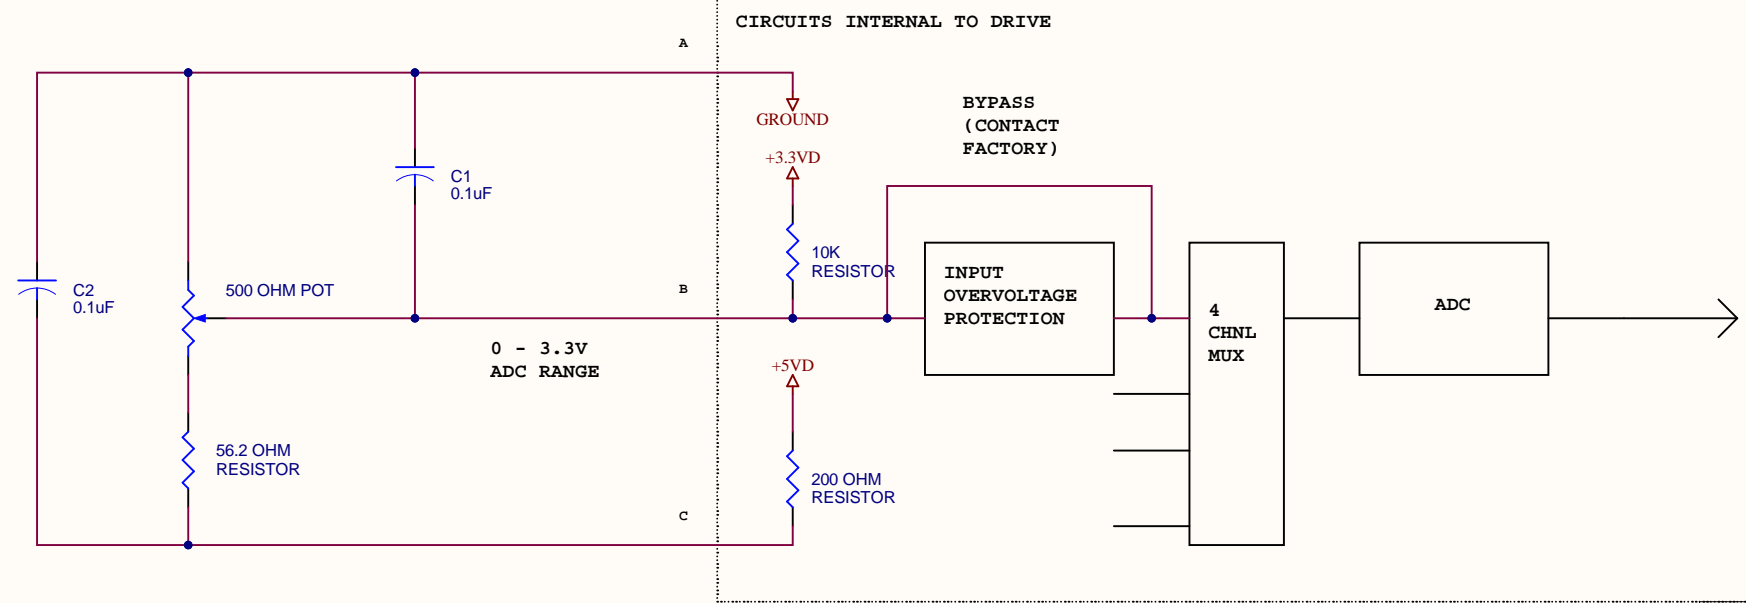 CIRCUITS INTERNAL TO DRIVE
A
GROUND
BYPASS
(CONTACT
FACTORY)
+3.3VD
C1
0.1uF
10K
RESISTOR
C2
0.1uF
500 OHM POT
B
INPUT
OVERVOLTAGE
PROTECTION
4
CHNL
MUX
ADC
0 - 3.3V
ADC RANGE
+5VD
56.2 OHM
RESISTOR
200 OHM
RESISTOR
C